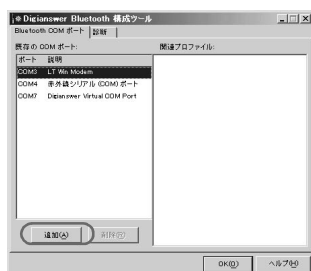 Digianswer Bluetooth 構成ツール
Bluetooth COM ポート 診断
既存の COM ポート: 関連プロファイル:
ポート 説明
COM3 LT Win Modem
COM4 赤外線シリアル (COM) ポート
COM7 Digianswer Virtual COM Port
追加(A) 削除(R)
OK(O) ヘルプ(H)